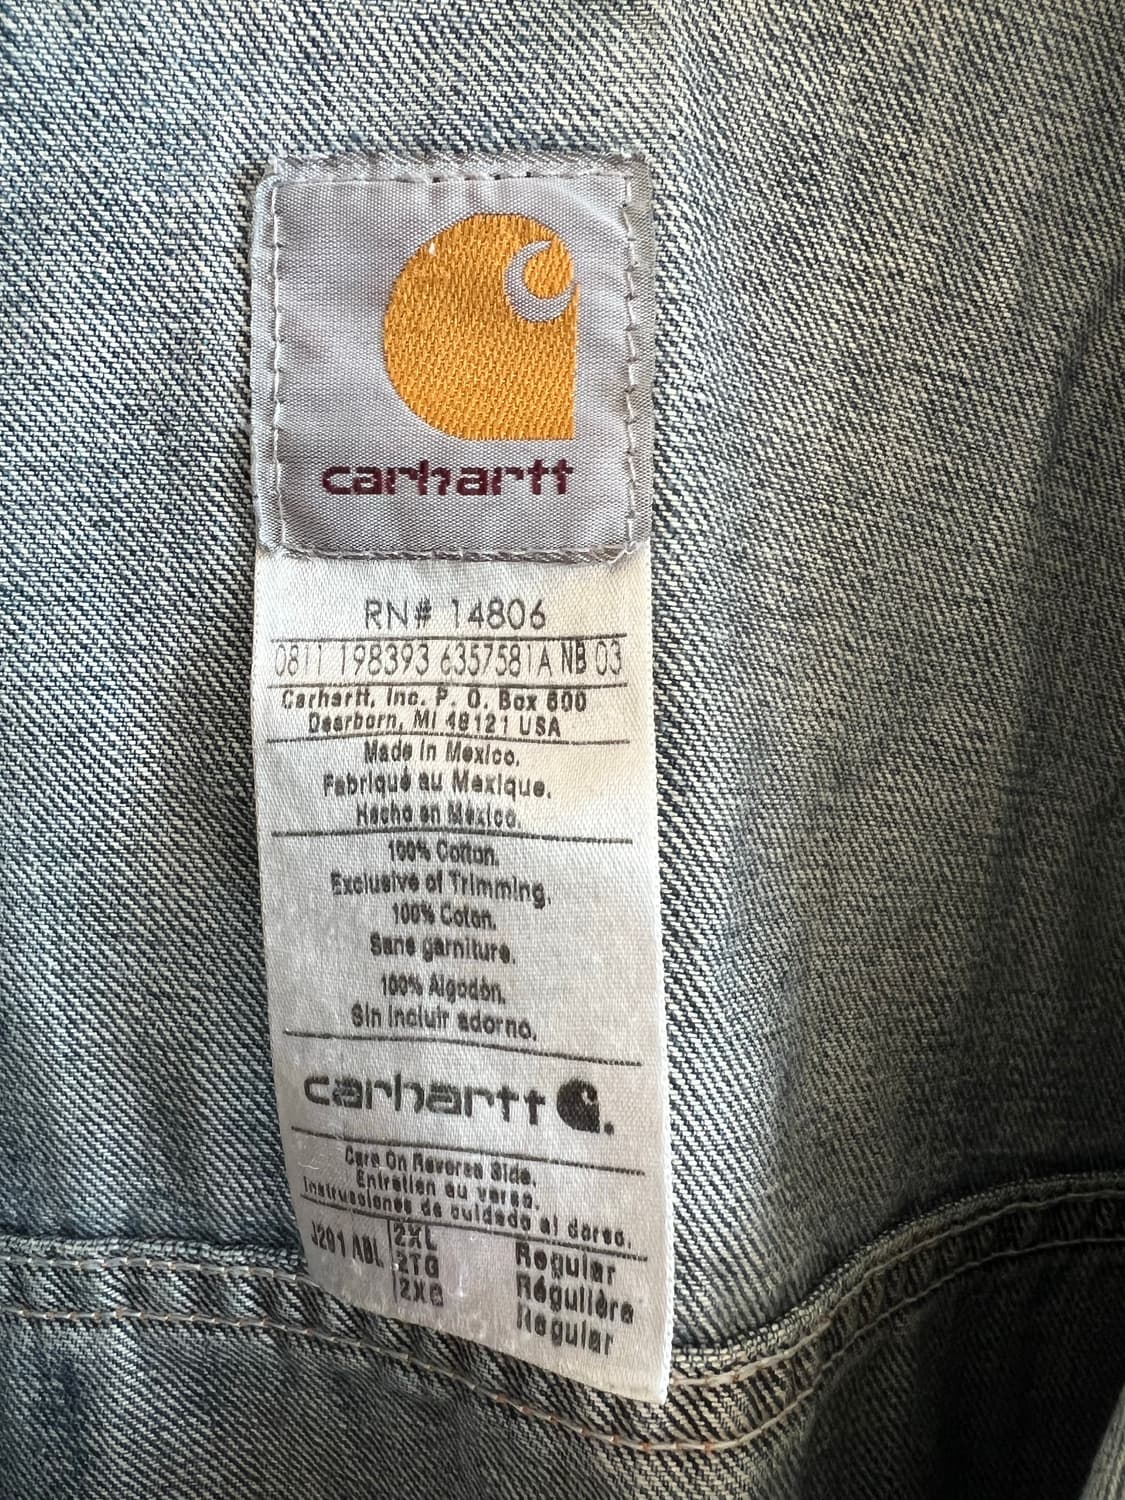 carhartt
RN# 14806
0811 198393 6357581A NB 03
Carhartt, Inc. P. O. Box 600
Dearborn, MI 48121 USA
Made in Mexico.
Fabriqué au Mexique.
Hecho en México.
100% Cotton.
Exclusive of Trimming.
100% Coton.
Sans garniture.
100% Algodón.
Sin incluir adorno.
carhartt
Care On Reverse Side.
Entretien au verso.
Instrucciones de cuidado al dorso.
J291 ABL 2XL Regular
2TG Régulière
2XG Regular